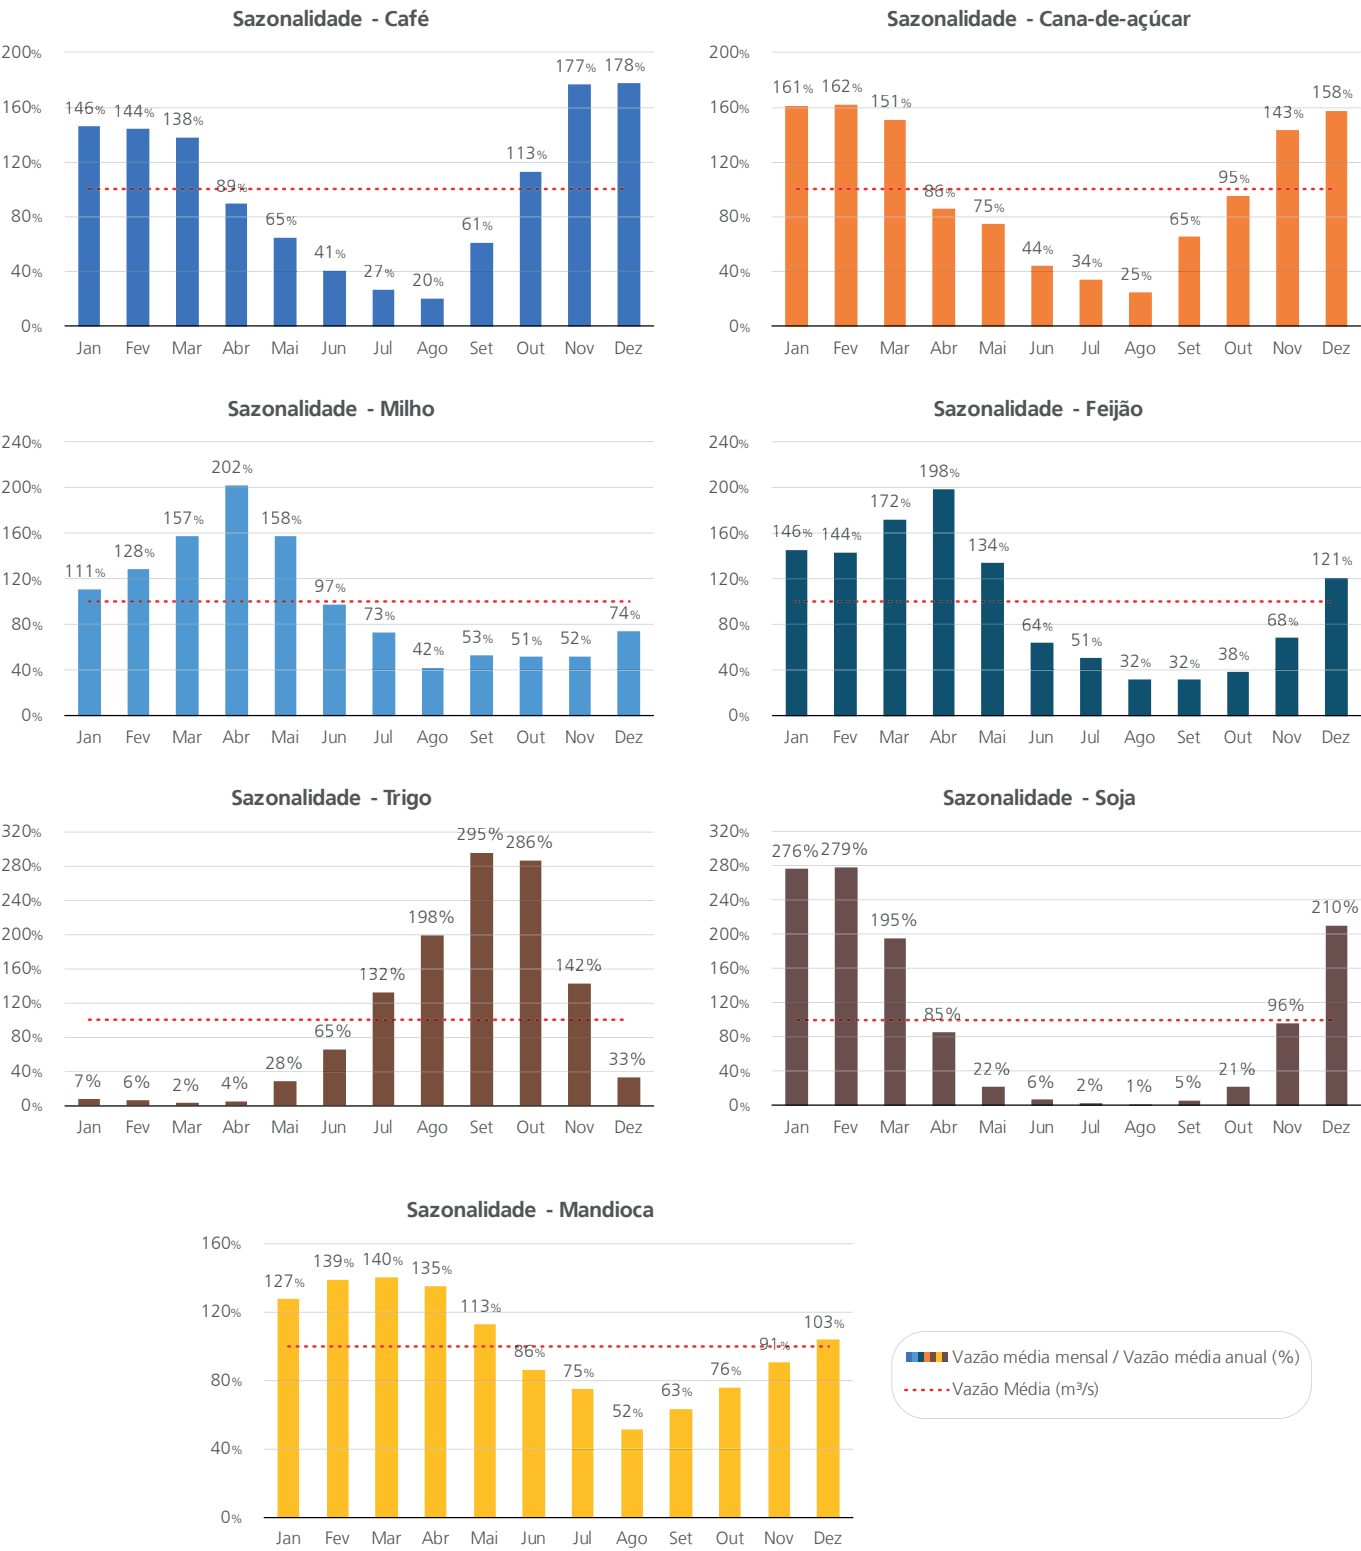 Sazonalidade - Café
200%
160%
120%
80%
40%
0%
146% 144% 138% 89% 65% 41% 27% 20% 61% 113% 177% 178%
Jan Fev Mar Abr Mai Jun Jul Ago Set Out Nov Dez
Sazonalidade - Cana-de-açúcar
200%
160%
120%
80%
40%
0%
161% 162% 151% 86% 75% 44% 34% 25% 65% 95% 143% 158%
Jan Fev Mar Abr Mai Jun Jul Ago Set Out Nov Dez
Sazonalidade - Milho
240%
200%
160%
120%
80%
40%
0%
111% 128% 157% 202% 158% 97% 73% 42% 53% 51% 52% 74%
Jan Fev Mar Abr Mai Jun Jul Ago Set Out Nov Dez
Sazonalidade - Feijão
240%
200%
160%
120%
80%
40%
0%
146% 144% 172% 198% 134% 64% 51% 32% 32% 38% 68% 121%
Jan Fev Mar Abr Mai Jun Jul Ago Set Out Nov Dez
Sazonalidade - Trigo
320%
280%
240%
200%
160%
120%
80%
40%
0%
7% 6% 2% 4% 28% 65% 132% 198% 295% 286% 142% 33%
Jan Fev Mar Abr Mai Jun Jul Ago Set Out Nov Dez
Sazonalidade - Soja
320%
280%
240%
200%
160%
120%
80%
40%
0%
276% 279% 195% 85% 22% 6% 2% 1% 5% 21% 96% 210%
Jan Fev Mar Abr Mai Jun Jul Ago Set Out Nov Dez
Sazonalidade - Mandioca
160%
120%
80%
40%
0%
127% 139% 140% 135% 113% 86% 75% 52% 63% 76% 91% 103%
Jan Fev Mar Abr Mai Jun Jul Ago Set Out Nov Dez
Vazão média mensal / Vazão média anual (%)
Vazão Média (m³/s)